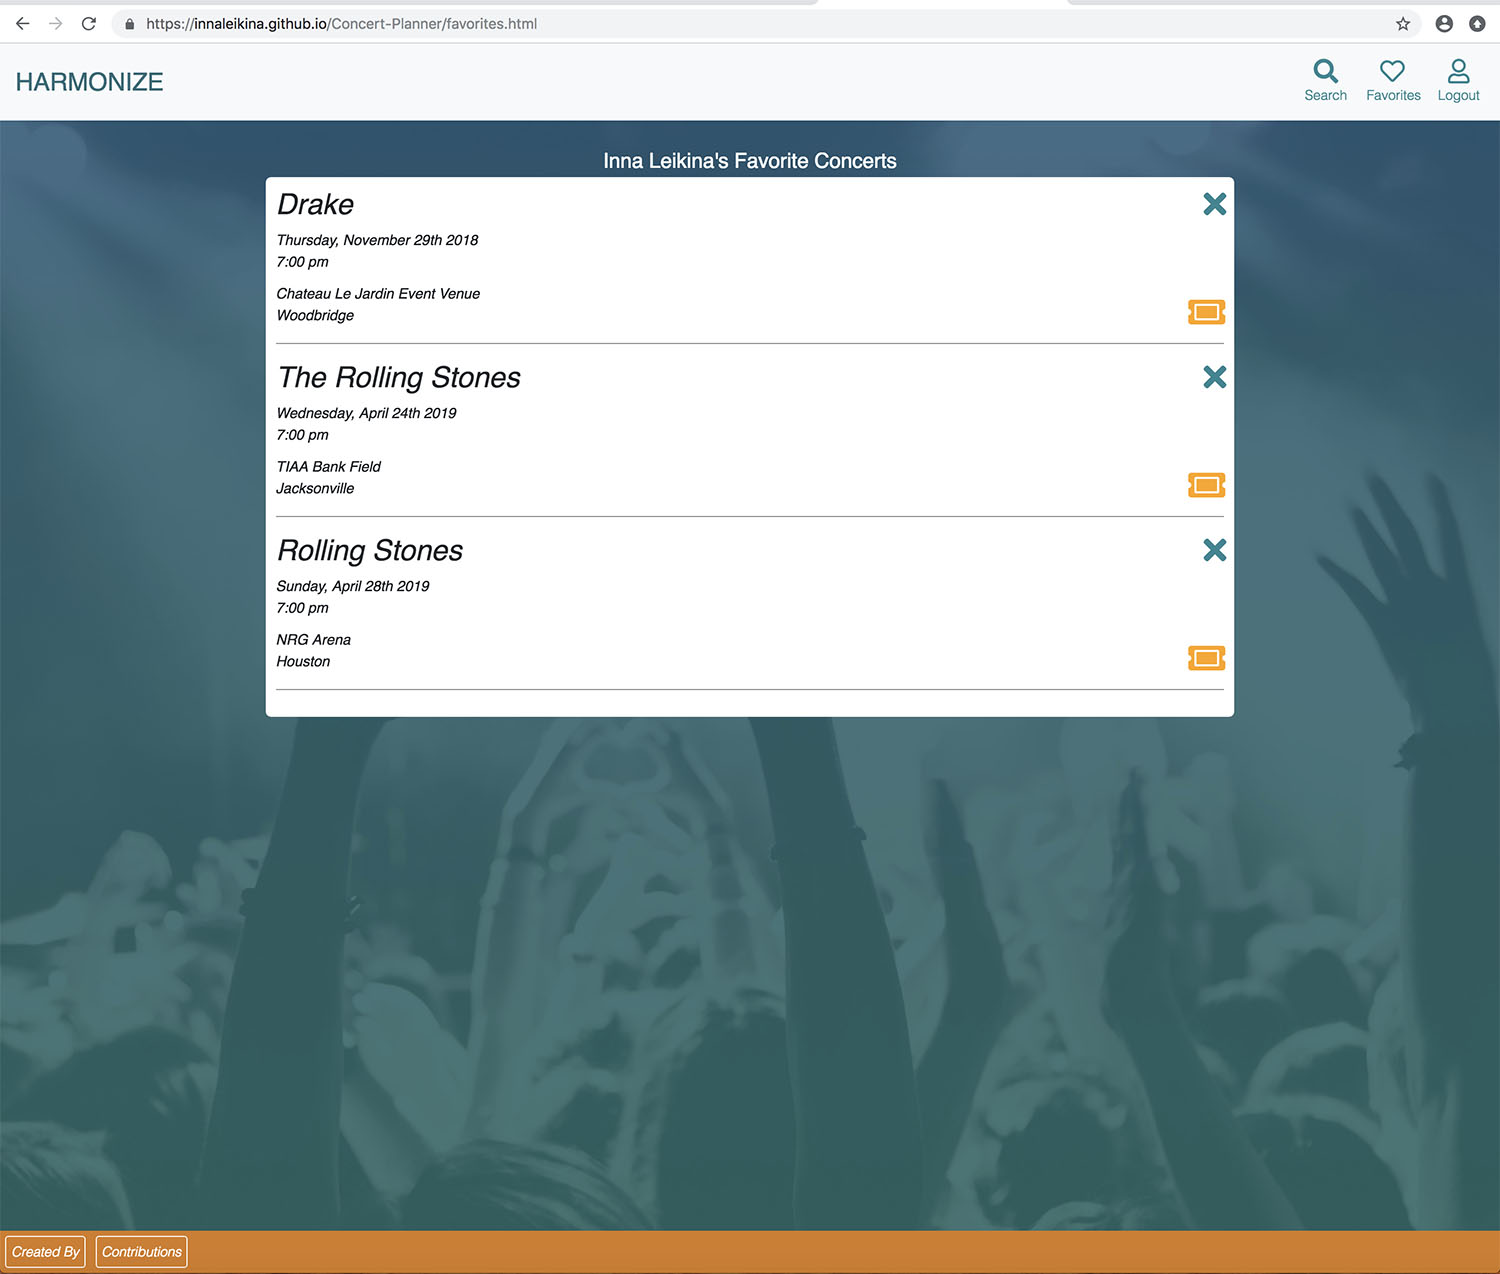 https://innaleikina.github.io/Concert-Planner/favorites.html
HARMONIZE
Search
Favorites
Logout
Inna Leikina's Favorite Concerts
Drake
Thursday, November 29th 2018
7:00 pm
Chateau Le Jardin Event Venue
Woodbridge
The Rolling Stones
Wednesday, April 24th 2019
7:00 pm
TIAA Bank Field
Jacksonville
Rolling Stones
Sunday, April 28th 2019
7:00 pm
NRG Arena
Houston
Created By
Contributions